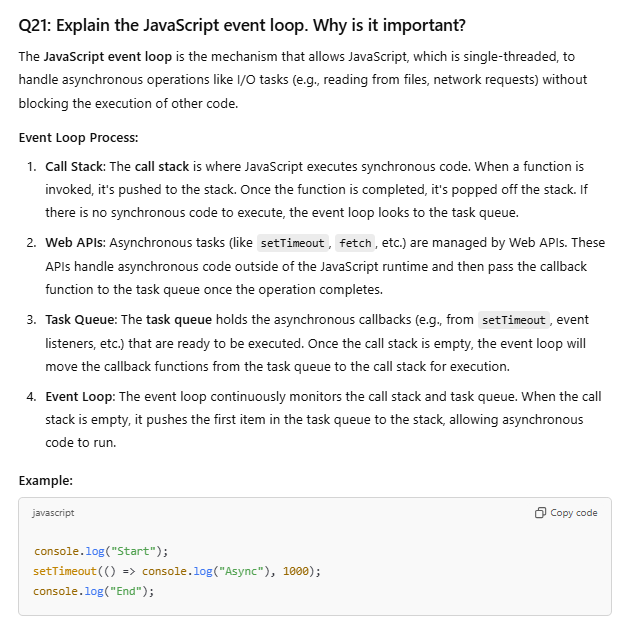 Q21: Explain the JavaScript event loop. Why is it important?
The JavaScript event loop is the mechanism that allows JavaScript, which is single-threaded, to
handle asynchronous operations like I/O tasks (e.g., reading from files, network requests) without
blocking the execution of other code.
Event Loop Process:
1. Call Stack: The call stack is where JavaScript executes synchronous code. When a function is
invoked, it's pushed to the stack. Once the function is completed, it's popped off the stack. If
there is no synchronous code to execute, the event loop looks to the task queue.
2. Web APIs: Asynchronous tasks (like setTimeout, fetch, etc.) are managed by Web APIs. These
APIs handle asynchronous code outside of the JavaScript runtime and then pass the callback
function to the task queue once the operation completes.
3. Task Queue: The task queue holds the asynchronous callbacks (e.g., from setTimeout, event
listeners, etc.) that are ready to be executed. Once the call stack is empty, the event loop will
move the callback functions from the task queue to the call stack for execution.
4. Event Loop: The event loop continuously monitors the call stack and task queue. When the call
stack is empty, it pushes the first item in the task queue to the stack, allowing asynchronous
code to run.
Example:
javascript Copy code
console.log("Start");
setTimeout(() => console.log("Async"), 1000);
console.log("End");